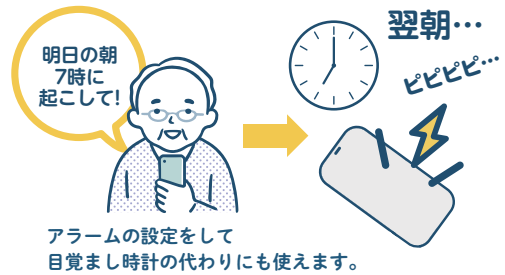 明日の朝
7時に
起こして!
翌朝…
ピピピピ…
アラームの設定をして
目覚まし時計の代わりにも使えます。